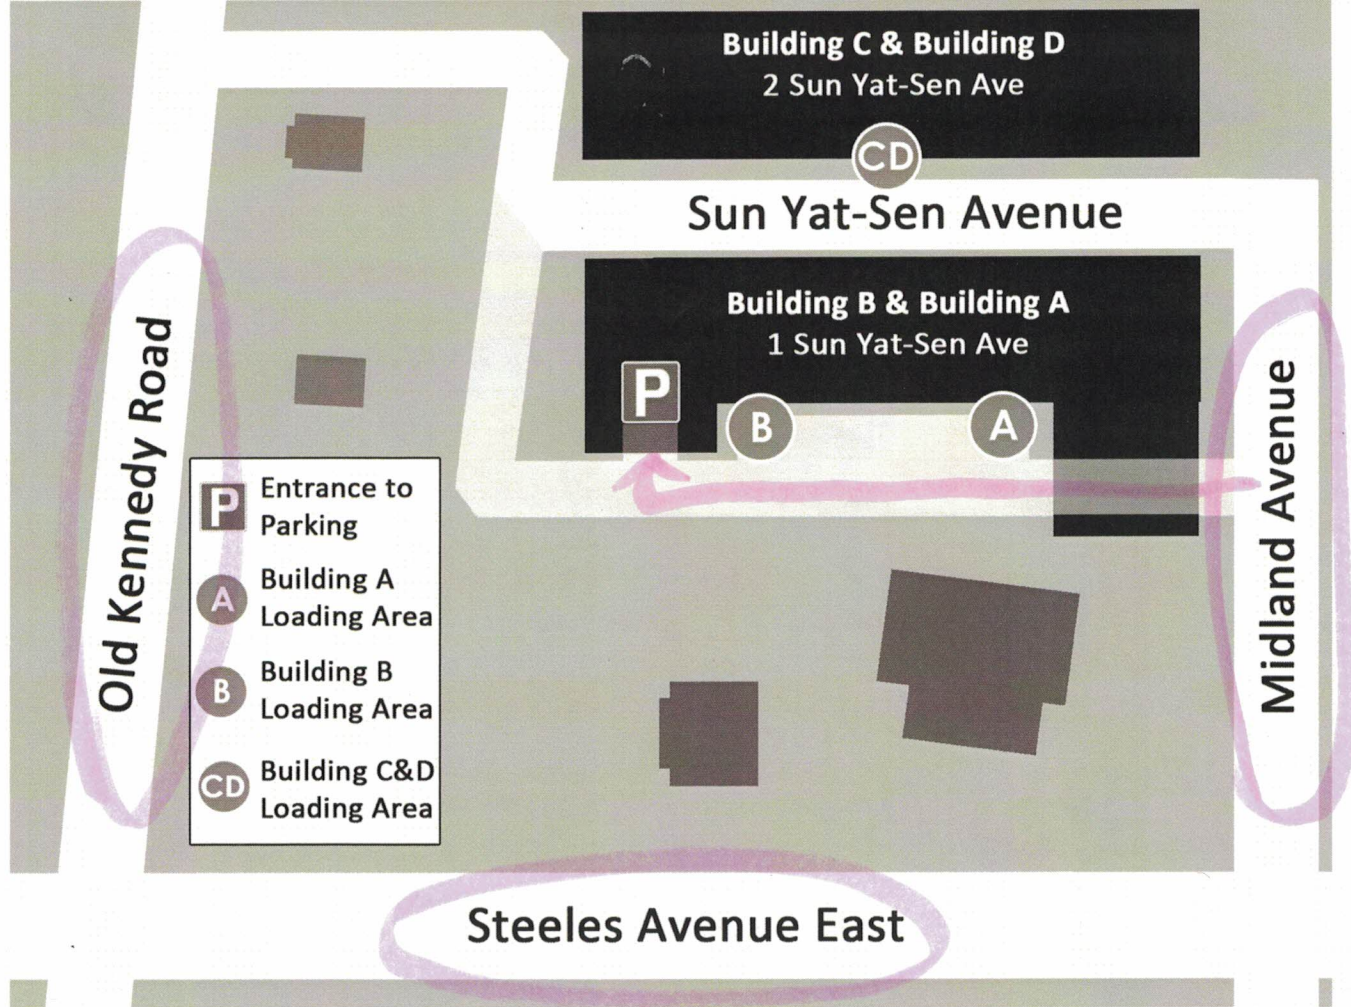 Building C & Building D
2 Sun Yat-Sen Ave
CD
Sun Yat-Sen Avenue
Building B & Building A
1 Sun Yat-Sen Ave
P
B
A
Old Kennedy Road
Midland Avenue
P
Entrance to
Parking
A
Building A
Loading Area
B
Building B
Loading Area
CD
Building C&D
Loading Area
Steeles Avenue East